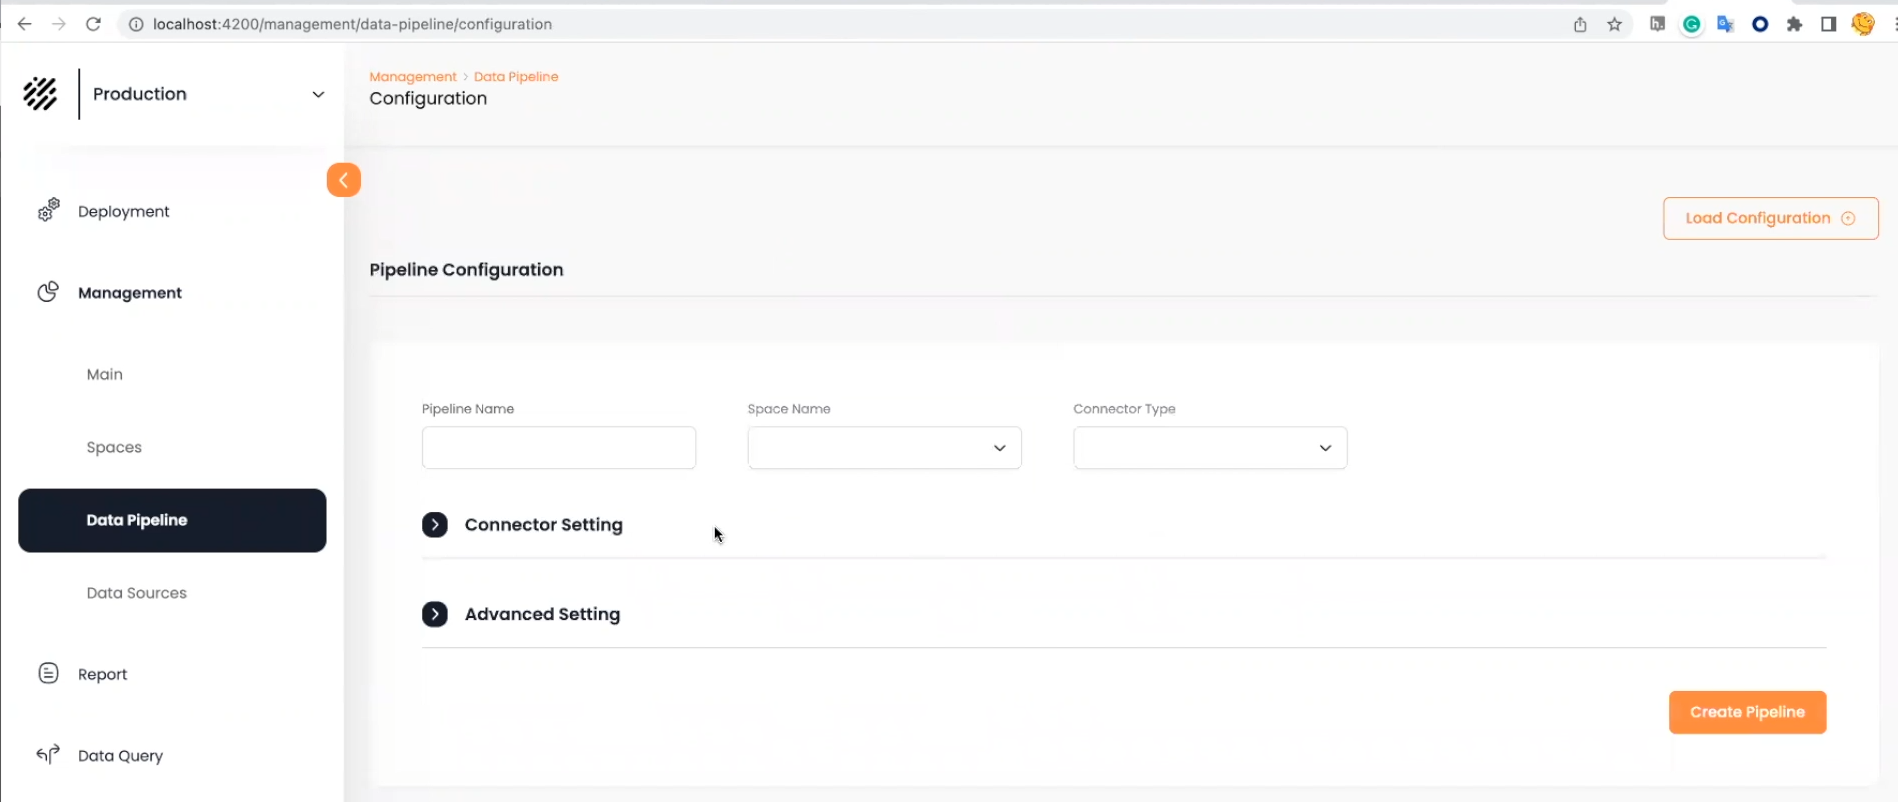 localhost:4200/management/data-pipeline/configuration
Production
Management > Data Pipeline
Configuration
Deployment
Load Configuration
Pipeline Configuration
Management
Main
Pipeline Name
Space Name
Connector Type
Spaces
Data Pipeline
Connector Setting
Data Sources
Advanced Setting
Report
Create Pipeline
Data Query